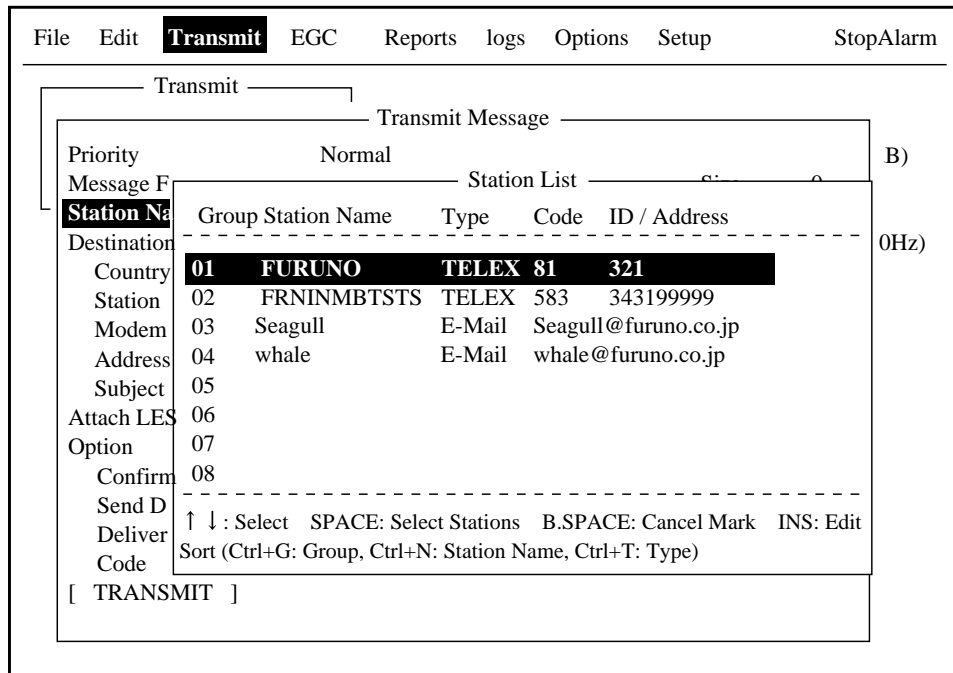 File Edit Transmit EGC Reports logs Options Setup StopAlarm
Transmit
Transmit Message
Priority Normal B)
Message F
Station List
Station Na
Group Station Name Type Code ID / Address
Destination 0Hz)
Country
01 FURUNO TELEX 81 321
Station
02 FRNINMBTSTS TELEX 583 343199999
Modem
03 Seagull E-Mail Seagull@furuno.co.jp
Address
04 whale E-Mail whale@furuno.co.jp
Subject
05
Attach LES
06
Option
07
Confirm
08
Send D
Deliver
↑ ↓ : Select SPACE: Select Stations B.SPACE: Cancel Mark INS: Edit
Code
Sort (Ctrl+G: Group, Ctrl+N: Station Name, Ctrl+T: Type)
[ TRANSMIT ]